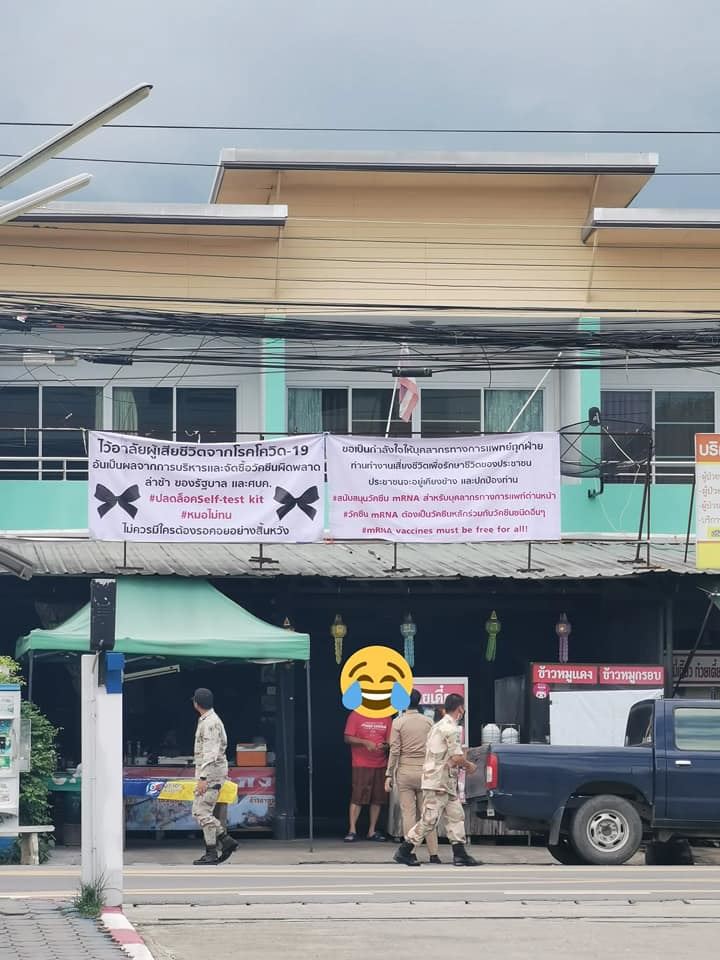 ไว้อาลัยผู้เสียชีวิตจากโรคโควิด-19
อันเป็นผลจากการบริหารและจัดซื้อวัคซีนผิดพลาด
ล่าช้า ของรัฐบาล และศบค.
#ปลดล็อคSelf-test kit
#หมอไม่ทน
ไม่ควรมีใครต้องรอคอยอย่างสิ้นหวัง
ขอเป็นกำลังใจให้บุคลากรทางการแพทย์ทุกฝ่าย
ท่านทำงานเสี่ยงชีวิตเพื่อรักษาชีวิตของประชาชน
ประชาชนจะอยู่เคียงข้าง และปกป้องท่าน
#สนับสนุนวัคซีน mRNA สำหรับบุคลากรทางการแพทย์ด่านหน้า
#วัคซีน mRNA ต้องเป็นวัคซีนหลักร่วมกับวัคซีนชนิดอื่นๆ
#mRNA vaccines must be free for all!
ข้าวหมูแดง
ข้าวหมูกรอบ